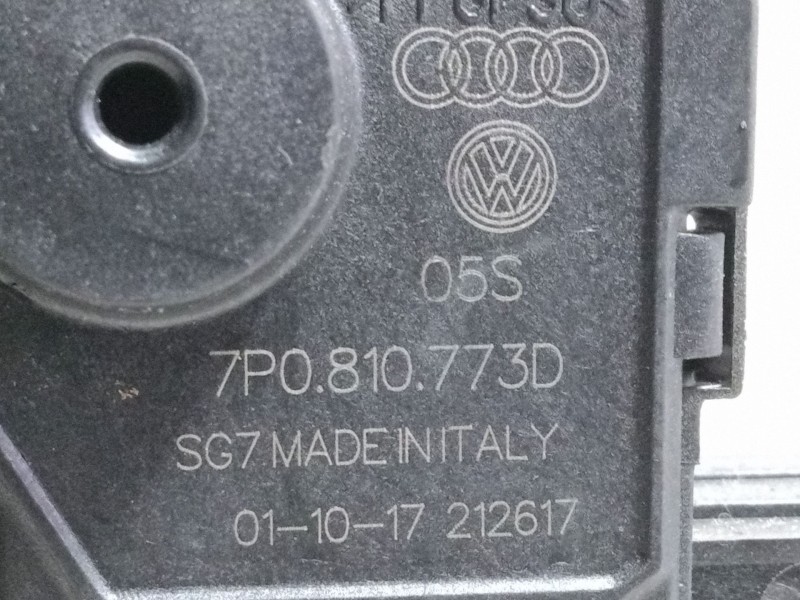 05S
7P0.810.773D
SG7 MADE IN ITALY
01-10-17 212617